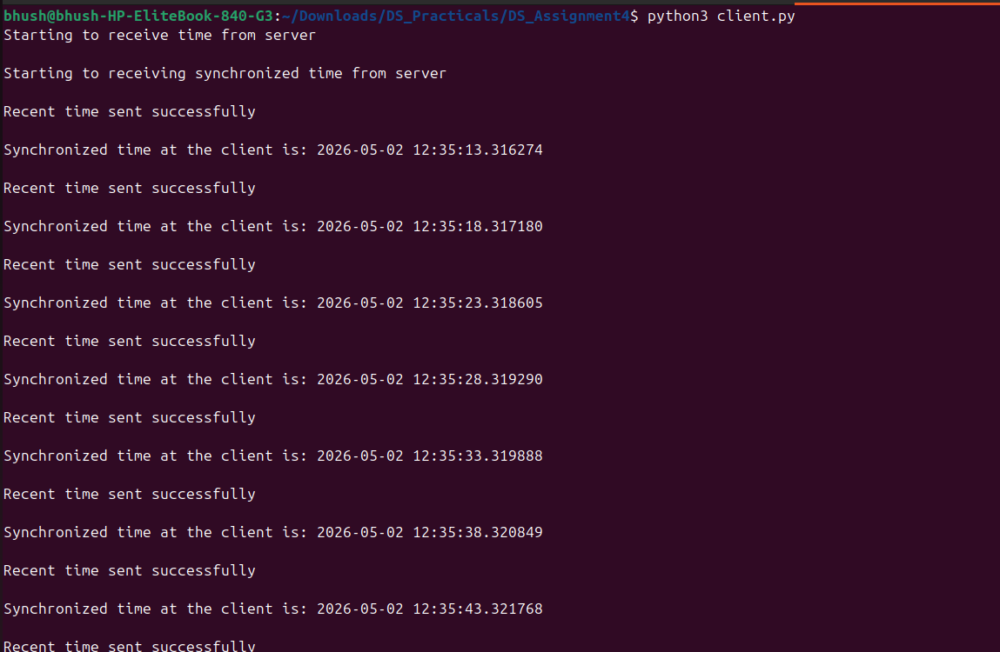 bhush@bhush-HP-EliteBook-840-G3:~/Downloads/DS_Practicals/DS_Assignment4$ python3 client.py
Starting to receive time from server
Starting to receiving synchronized time from server
Recent time sent successfully
Synchronized time at the client is: 2026-05-02 12:35:13.316274
Recent time sent successfully
Synchronized time at the client is: 2026-05-02 12:35:18.317180
Recent time sent successfully
Synchronized time at the client is: 2026-05-02 12:35:23.318605
Recent time sent successfully
Synchronized time at the client is: 2026-05-02 12:35:28.319290
Recent time sent successfully
Synchronized time at the client is: 2026-05-02 12:35:33.319888
Recent time sent successfully
Synchronized time at the client is: 2026-05-02 12:35:38.320849
Recent time sent successfully
Synchronized time at the client is: 2026-05-02 12:35:43.321768
Recent time sent successfully